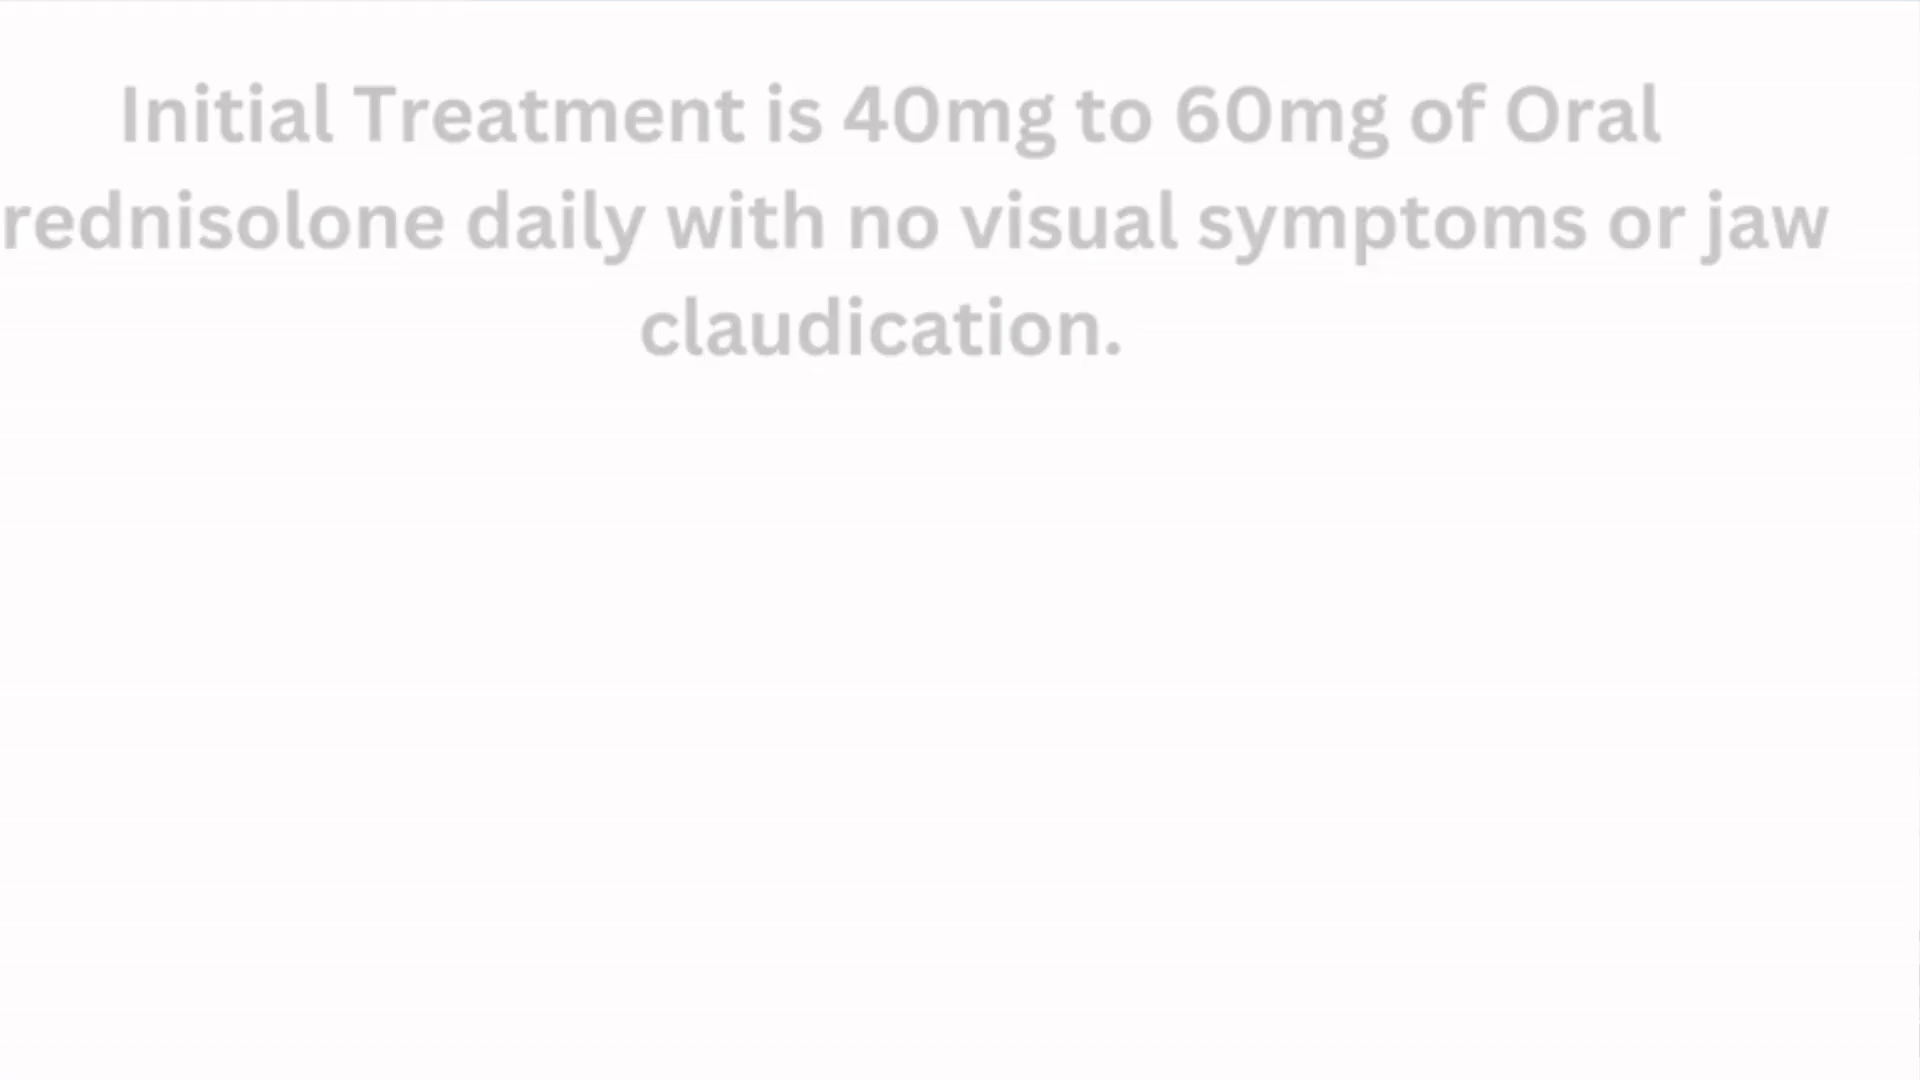 Initial Treatment is 40mg to 60mg of Oral
rednisolone daily with no visual symptoms or jaw
claudication.